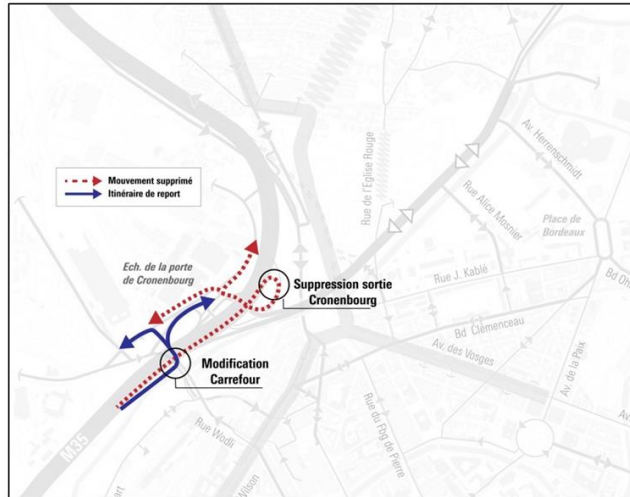 Mouvement supprimé
Itinéraire de report
Ech. de la porte
de Cronenbourg
Suppression sortie
Cronenbourg
Modification
Carrefour
M35
Rue de l'Eglise Rouge
Rue Alice Mosnier
Av. Herrenschmidt
Place de
Bordeaux
Rue J. Kablé
Bd Clémenceau
Av. des Vosges
Av. de la Paix
Rue Wodli
Wilson
Rue du Fbg de Pierre